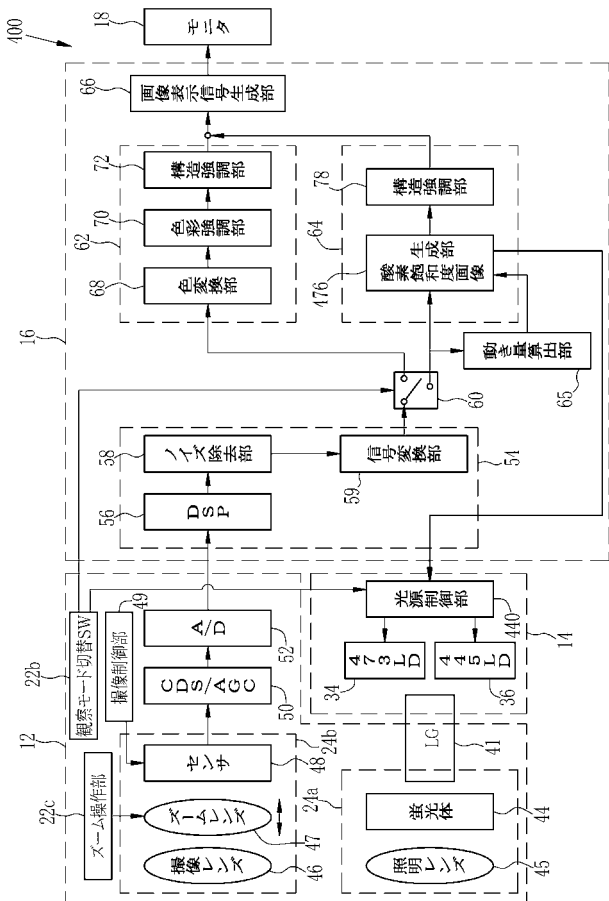 400
16
12
22b
観察モード切替SW
49
撮像制御部
22c
ズーム操作部
18
モニタ
66
画像表示信号生成部
62
68
色変換部
70
色彩強調部
72
構造強調部
64
476
酸素飽和度画像
生成部
78
構造強調部
65
動き量算出部
60
54
56
DSP
58
ノイズ除去部
59
信号変換部
24b
46
撮像レンズ
47
ズームレンズ
48
センサ
50
CDS/AGC
52
A/D
14
34
473LD
36
445LD
440
光源制御部
41
LG
24a
44
蛍光体
45
照明レンズ